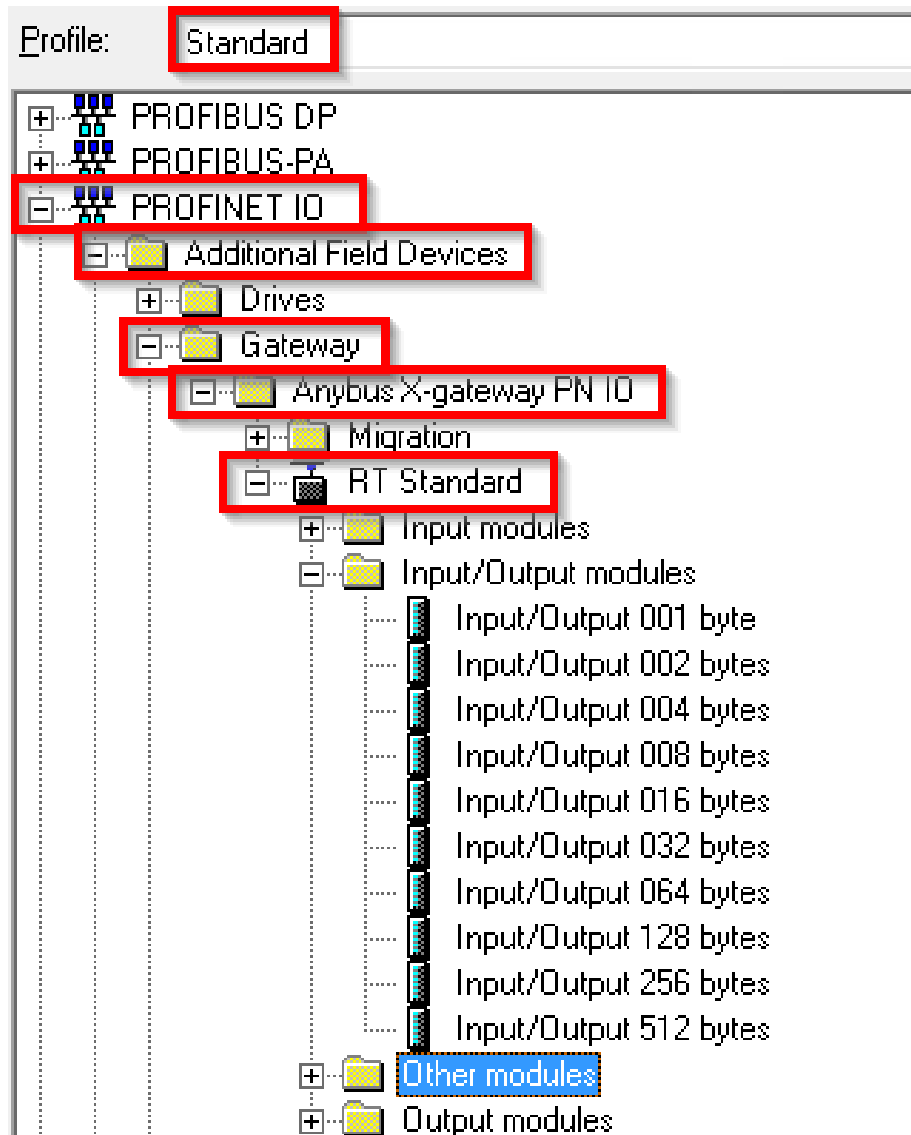 Profile: Standard
PROFIBUS DP
PROFIBUS-PA
PROFINET IO
Additional Field Devices
Drives
Gateway
Anybus X-gateway PN IO
Migration
RT Standard
Input modules
Input/Output modules
Input/Output 001 byte
Input/Output 002 bytes
Input/Output 004 bytes
Input/Output 008 bytes
Input/Output 016 bytes
Input/Output 032 bytes
Input/Output 064 bytes
Input/Output 128 bytes
Input/Output 256 bytes
Input/Output 512 bytes
Other modules
Output modules